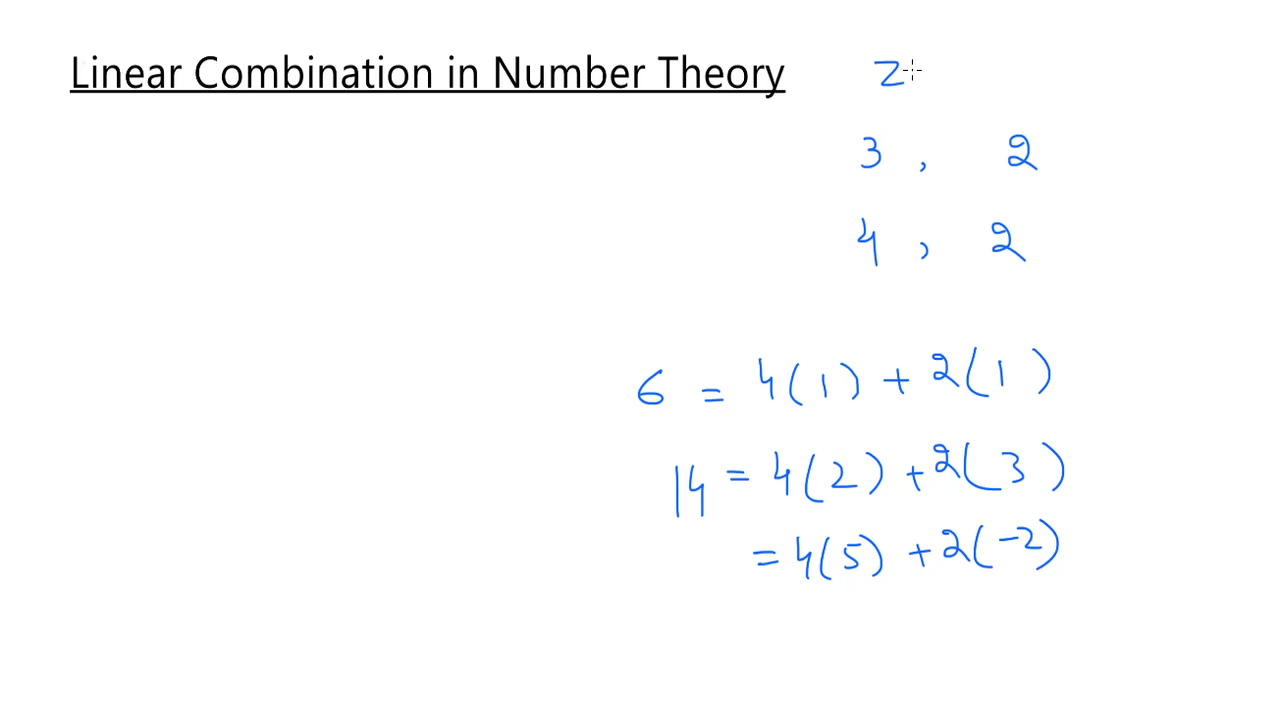 Linear Combination in Number Theory
Z
3 , 2
4 , 2
6 = 4(1) + 2(1)
14 = 4(2) + 2(3)
= 4(5) + 2(-2)